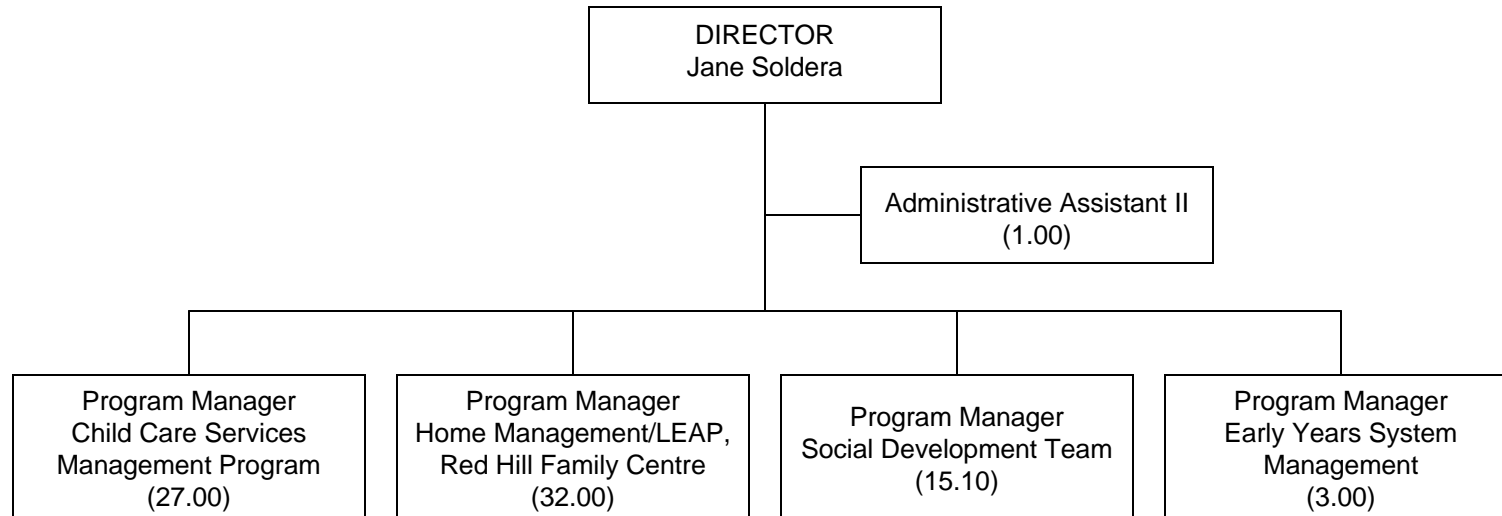 DIRECTOR
Jane Soldera
Administrative Assistant II
(1.00)
Program Manager
Child Care Services
Management Program
(27.00)
Program Manager
Home Management/LEAP,
Red Hill Family Centre
(32.00)
Program Manager
Social Development Team
(15.10)
Program Manager
Early Years System
Management
(3.00)